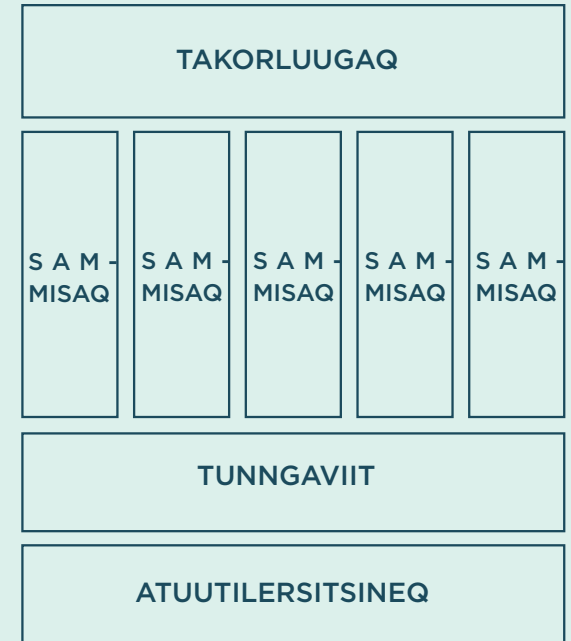 TAKORLUUGAQ
S A M -
MISAQ
S A M -
MISAQ
S A M -
MISAQ
S A M -
MISAQ
S A M -
MISAQ
TUNNGAVIIT
ATUUTILERSITSINEQ